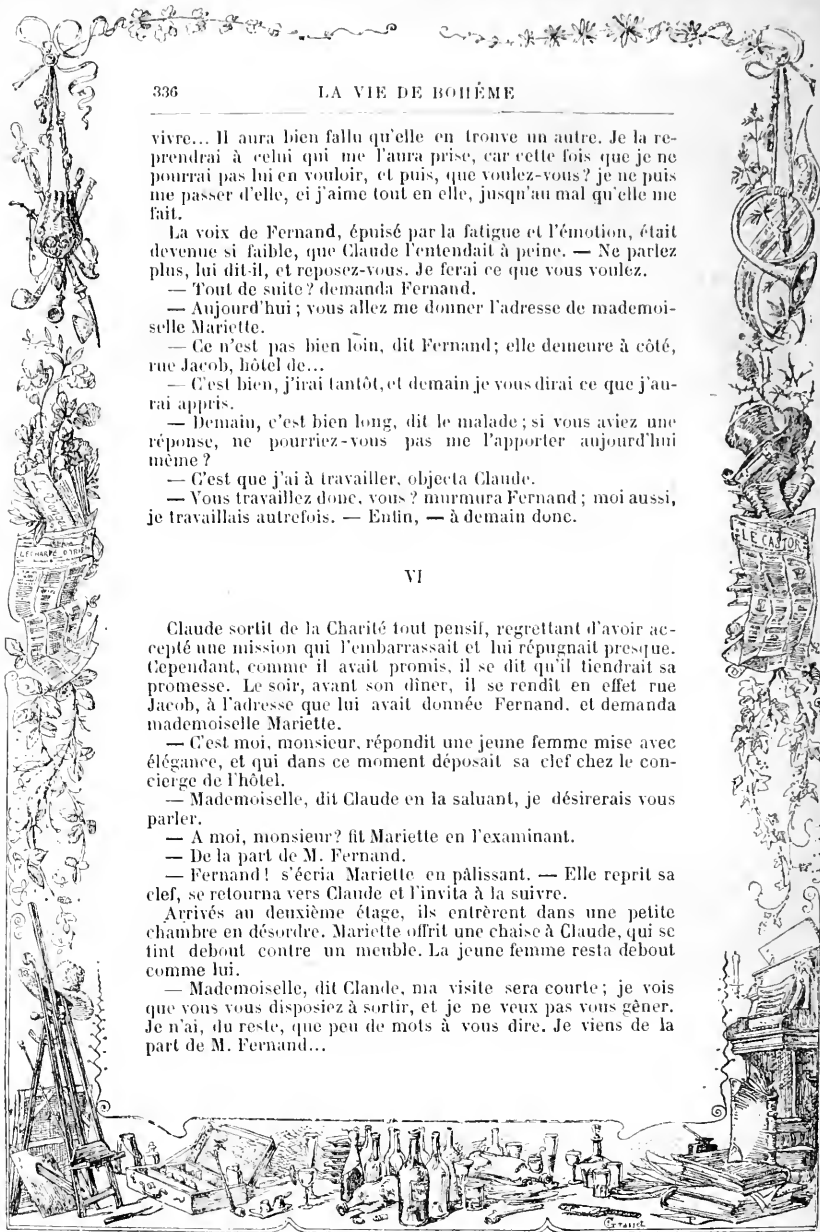 336
LA VIE DE BOHÊME
vivre... Il aura bien fallu qu'elle en trouve un autre. Je la re-
prendrai à celui qui me l'aura prise, car cette fois que je ne
pourrai pas lui en vouloir, et puis, que voulez-vous? je ne puis
me passer d'elle, ei j'aime tout en elle, jusqu'au mal qu'elle me
fait.
La voix de Fernand, épuisé par la fatigue et l'émotion, était
devenue si faible, que Claude l'entendait à peine. — Ne parlez
plus, lui dit-il, et reposez-vous. Je ferai ce que vous voulez.
— Tout de suite? demanda Fernand.
— Aujourd'hui ; vous allez me donner l'adresse de mademoi-
selle Mariette.
— Ce n'est pas bien loin, dit Fernand; elle demeure à côté,
rue Jacob, hôtel de...
— C'est bien, j'irai tantôt, et demain je vous dirai ce que j'au-
rai appris.
— Demain, c'est bien long, dit le malade ; si vous aviez une
réponse, ne pourriez-vous pas me l'apporter aujourd'hui
même ?
— C'est que j'ai à travailler, objecta Claude.
— Vous travaillez donc, vous ? murmura Fernand ; moi aussi,
je travaillais autrefois. — Enfin, — à demain donc.
VI
Claude sortit de la Charité tout pensif, regrettant d'avoir ac-
cepté une mission qui l'embarrassait et lui répugnait presque.
Cependant, comme il avait promis, il se dit qu'il tiendrait sa
promesse. Le soir, avant son dîner, il se rendit en effet rue
Jacob, à l'adresse que lui avait donnée Fernand. et demanda
mademoiselle Mariette.
— C'est moi, monsieur, répondit une jeune femme mise avec
élégance, et qui dans ce moment déposait sa clef chez le con-
cierge de l'hôtel.
— Mademoiselle, dit Claude en la saluant, je désirerais vous
parler.
— A moi, monsieur? fit Mariette en l'examinant.
— De la part de M. Fernand.
— Fernand ! s'écria Mariette en pâlissant. — Elle reprit sa
clef, se retourna vers Claude et l'invita à la suivre.
Arrivés au deuxième étage, ils entrèrent dans une petite
chambre en désordre. Mariette offrit une chaise à Claude, qui se
tint debout contre un meuble. La jeune femme resta debout
comme lui.
— Mademoiselle, dit Claude, ma visite sera courte ; je vois
que vous vous disposiez à sortir, et je ne veux pas vous gêner.
Je n'ai, du reste, que peu de mots à vous dire. Je viens de la
part de M. Fernand...
L'ECHARPE D'IRIS
LE CASTOR
Grasset